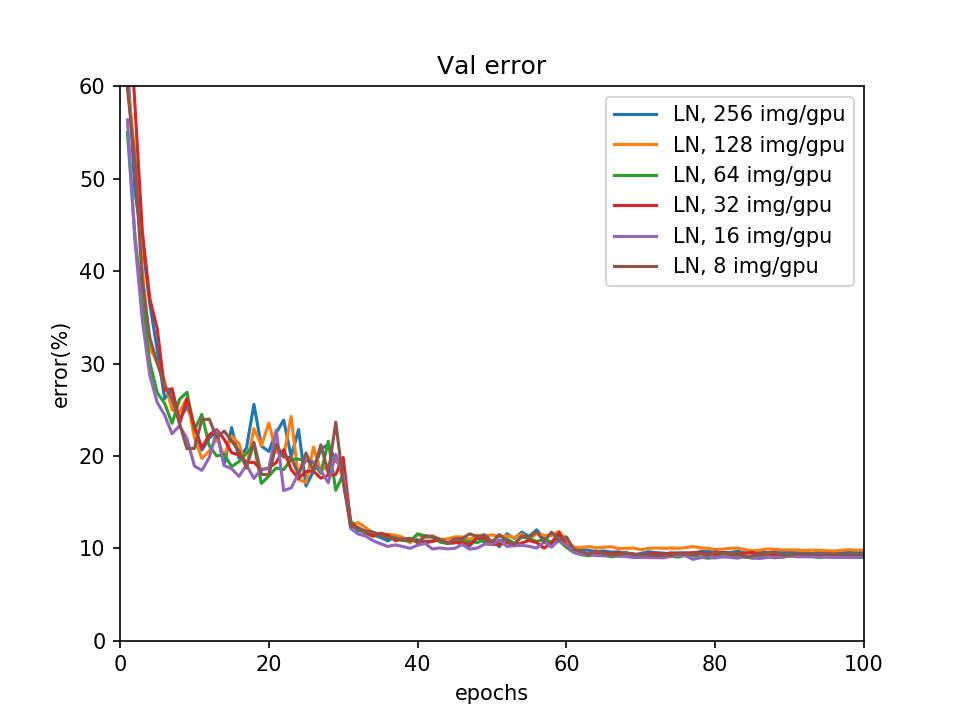 Val error
60
50
40
30
20
10
0
error(%)
LN, 256 img/gpu
LN, 128 img/gpu
LN, 64 img/gpu
LN, 32 img/gpu
LN, 16 img/gpu
LN, 8 img/gpu
0 20 40 60 80 100
epochs